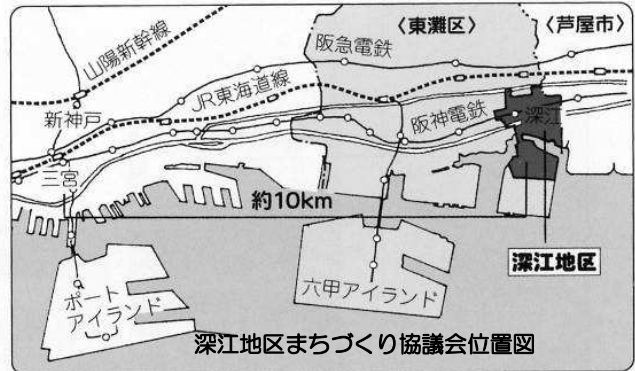 〈東灘区〉
〈芦屋市〉
山陽新幹線
阪急電鉄
JR東海道線
新神戸
阪神電鉄
深江
三宮
約10km
深江地区
ポート
アイランド
六甲アイランド
深江地区まちづくり協議会位置図